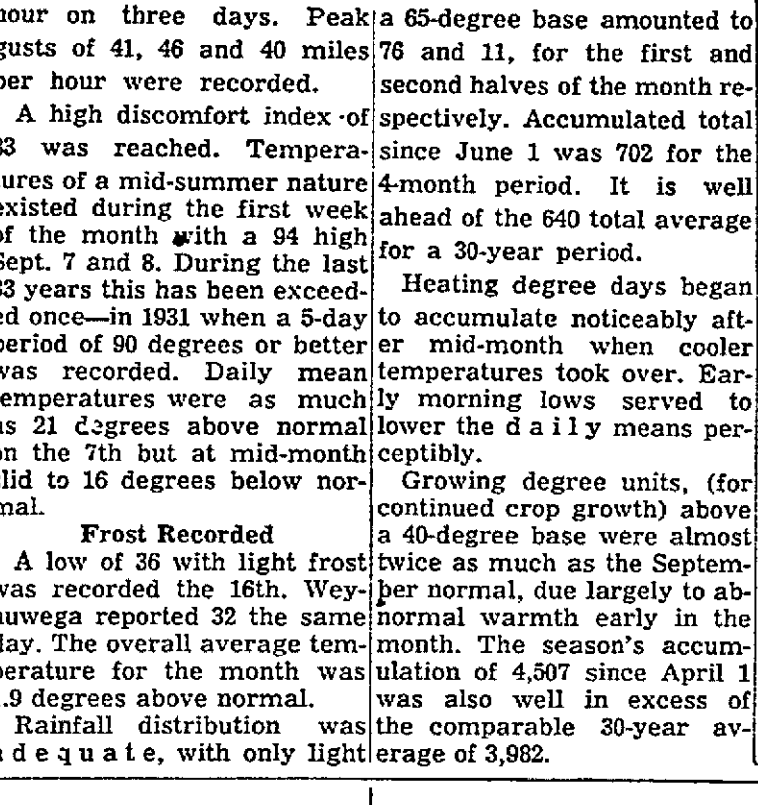 hour on three days. Peak
gusts of 41, 46 and 40 miles
per hour were recorded.
A high discomfort index of
83 was reached. Tempera-
tures of a mid-summer nature
existed during the first week
of the month with a 94 high
Sept. 7 and 8. During the last
33 years this has been exceed-
ed once—in 1931 when a 5-day
period of 90 degrees or better
was recorded. Daily mean
temperatures were as much
as 21 degrees above normal
on the 7th but at mid-month
slid to 16 degrees below nor-
mal.
Frost Recorded
A low of 36 with light frost
was recorded the 16th. Wey-
auwega reported 32 the same
day. The overall average tem-
perature for the month was
.9 degrees above normal.
Rainfall distribution was
adequate, with only light
a 65-degree base amounted to
76 and 11, for the first and
second halves of the month re-
spectively. Accumulated total
since June 1 was 702 for the
4-month period. It is well
ahead of the 640 total average
for a 30-year period.
Heating degree days began
to accumulate noticeably aft-
er mid-month when cooler
temperatures took over. Ear-
ly morning lows served to
lower the daily means per-
ceptibly.
Growing degree units, (for
continued crop growth) above
a 40-degree base were almost
twice as much as the Septem-
ber normal, due largely to ab-
normal warmth early in the
month. The season's accum-
ulation of 4,507 since April 1
was also well in excess of
the comparable 30-year av-
erage of 3,982.